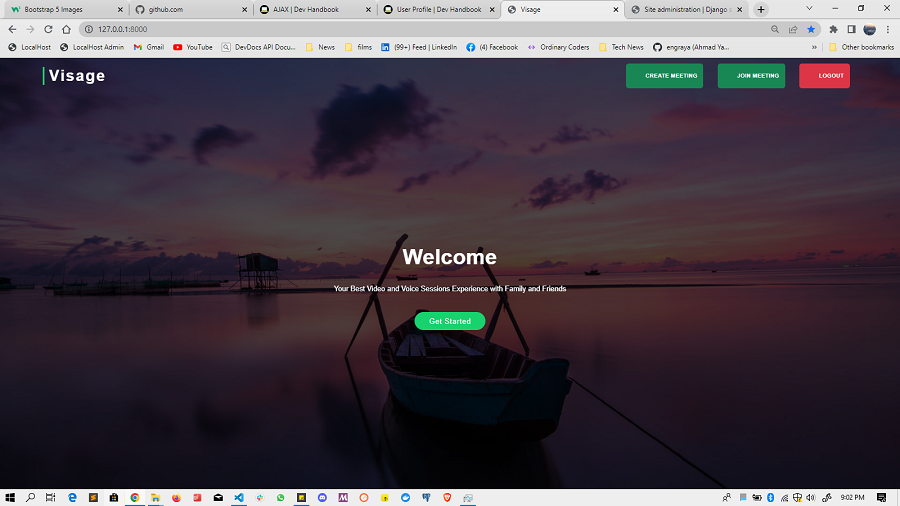 Bootstrap 5 Images
github.com
AJAX | Dev Handbook
User Profile | Dev Handbook
Visage
Site administration | Django s
127.0.0.1:8000
LocalHost
LocalHost Admin
Gmail
YouTube
DevDocs API Docu...
News
films
(99+) Feed | LinkedIn
(4) Facebook
Ordinary Coders
Tech News
engraya (Ahmad Ya...
»
Other bookmarks
Visage
CREATE MEETING
JOIN MEETING
LOGOUT
Welcome
Your Best Video and Voice Sessions Experience with Family and Friends
Get Started
9:02 PM